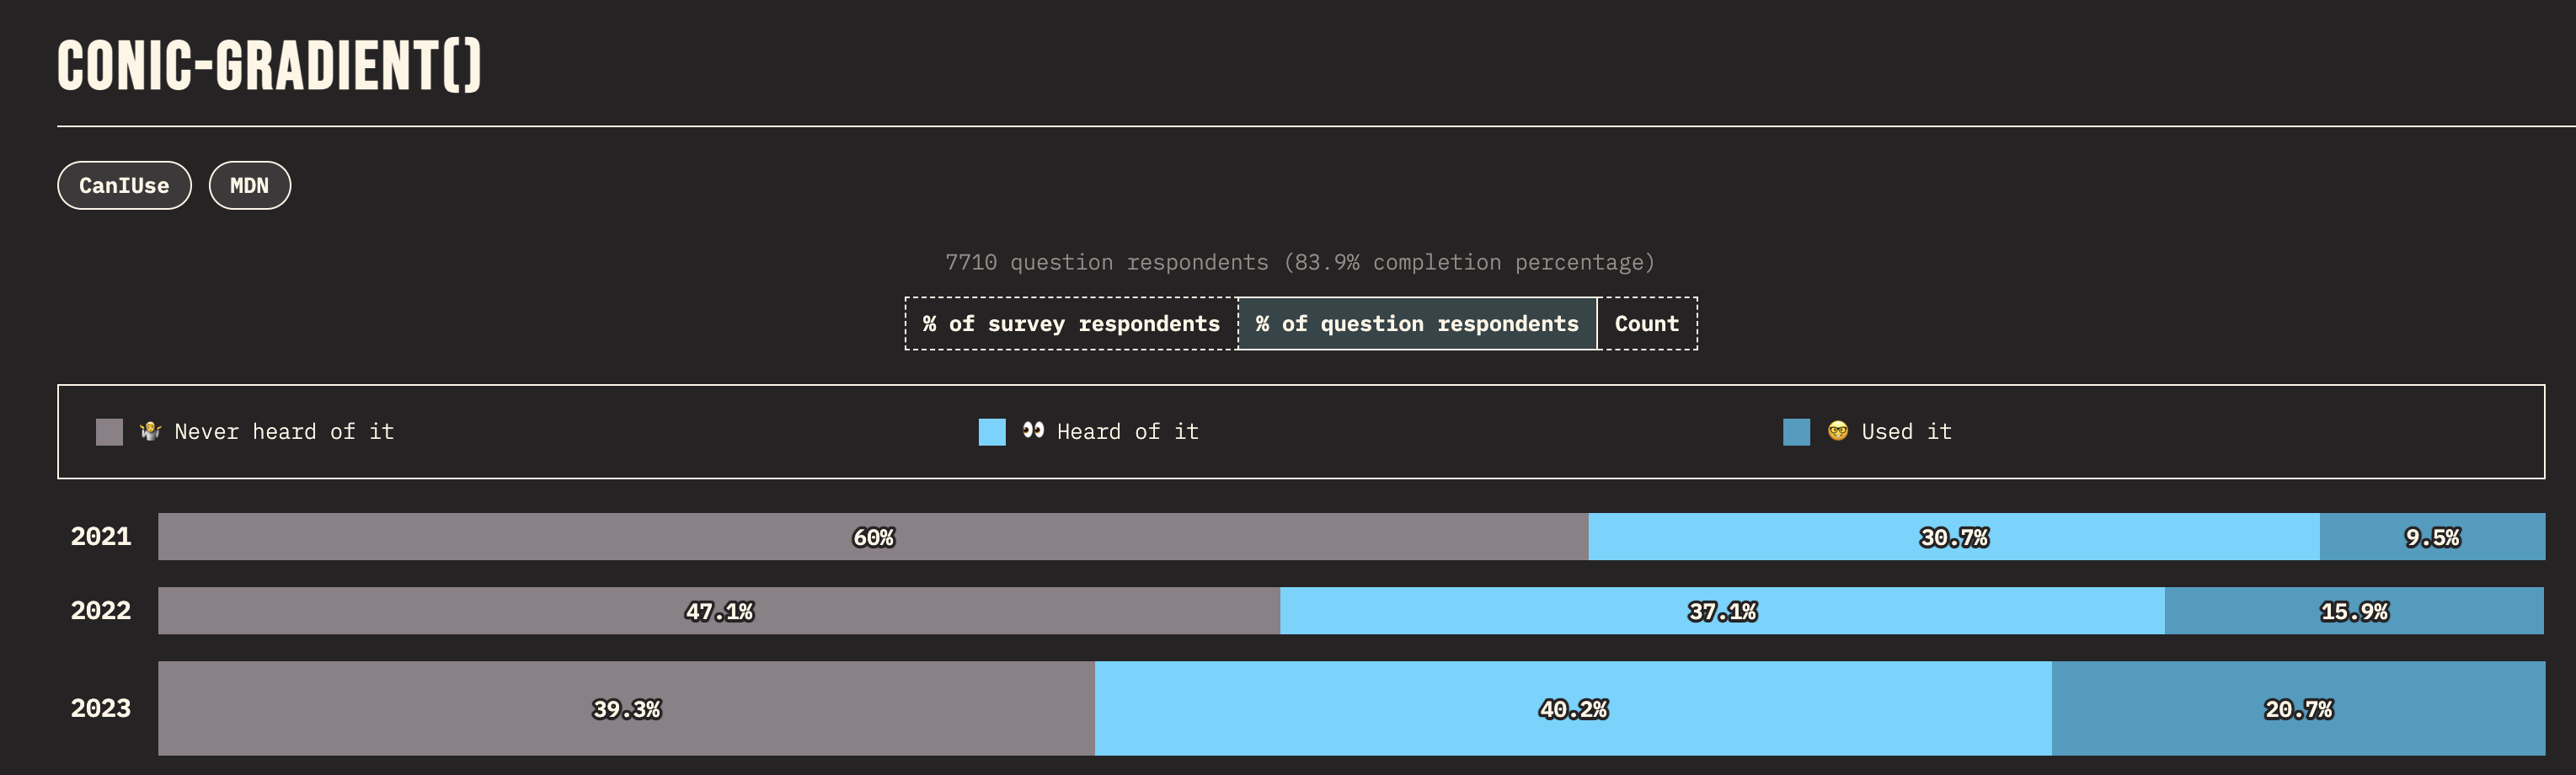 CONIC-GRADIENT()
CanIUse MDN
7710 question respondents (83.9% completion percentage)
% of survey respondents % of question respondents Count
🤷 Never heard of it 👀 Heard of it 🤓 Used it
2021 60% 30.7% 9.5%
2022 47.1% 37.1% 15.9%
2023 39.3% 40.2% 20.7%